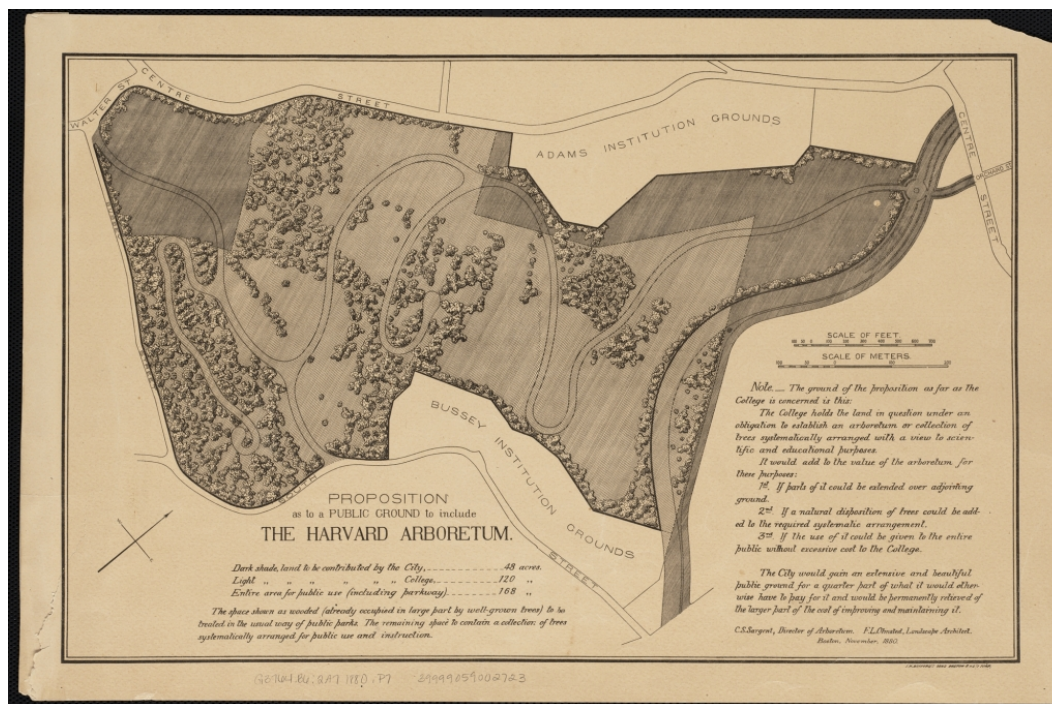 WALTER ST.
CENTRE
STREET
ADAMS INSTITUTION GROUNDS
CENTRE
STREET
ORCHARD ST.
SCALE OF FEET.
SCALE OF METERS.
Note.__ The ground of the proposition as far as the
College is concerned is this:
The College holds the land in question under an
obligation to establish an arboretum or collection of
trees systematically arranged with a view to scien-
tific and educational purposes.
It would add to the value of the arboretum for
these purposes:
1st. If parts of it could be extended over adjoining
ground.
2nd. If a natural disposition of trees could be add-
ed to the required systematic arrangement.
3rd. If the use of it could be given to the entire
public without excessive cost to the College.
The City would gain an extensive and beautiful
public ground for a quarter part of what it would other-
wise have to pay for it and would be permanently relieved of
the larger part of the cost of improving and maintaining it.
C.S.Sargent, Director of Arboretum. F.L.Olmsted, Landscape Architect.
Boston, November, 1880.
BUSSEY INSTITUTION GROUNDS
SOUTH
STREET
PROPOSITION
as to a PUBLIC GROUND to include
THE HARVARD ARBORETUM.
Dark shade, land to be contributed by the City, 48 acres.
Light „ „ „ „ „ „ College, 120 „
Entire area for public use (including parkway) 168 „
The space shown as wooded (already occupied in large part by well-grown trees) to be
treated in the usual way of public parks. The remaining space to contain a collection of trees
systematically arranged for public use and instruction.
G3764.B6:2A7 1880 .P7 39999059002723